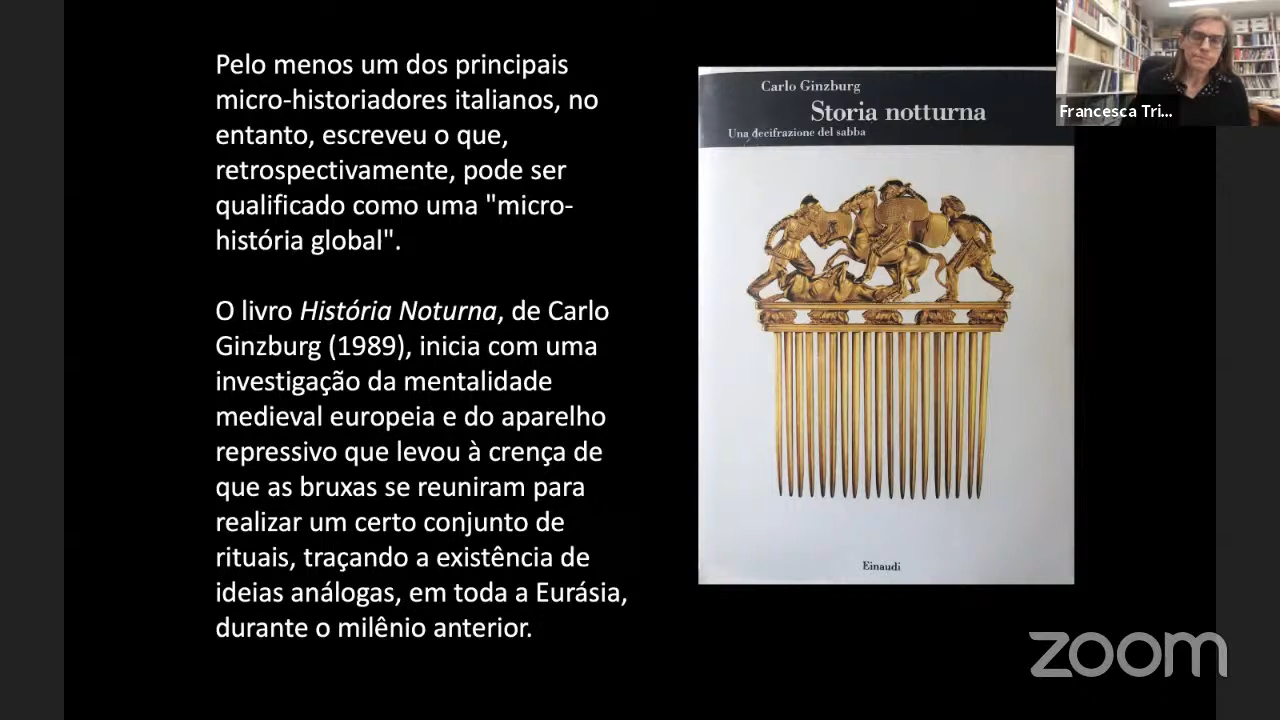 Pelo menos um dos principais
micro-historiadores italianos, no
entanto, escreveu o que,
retrospectivamente, pode ser
qualificado como uma "micro-
história global".
O livro História Noturna, de Carlo
Ginzburg (1989), inicia com uma
investigação da mentalidade
medieval europeia e do aparelho
repressivo que levou à crença de
que as bruxas se reuniram para
realizar um certo conjunto de
rituais, traçando a existência de
ideias análogas, em toda a Eurásia,
durante o milênio anterior.
Carlo Ginzburg
Storia notturna
Una decifrazione del sabba
Einaudi
Francesca Tri...
zoom